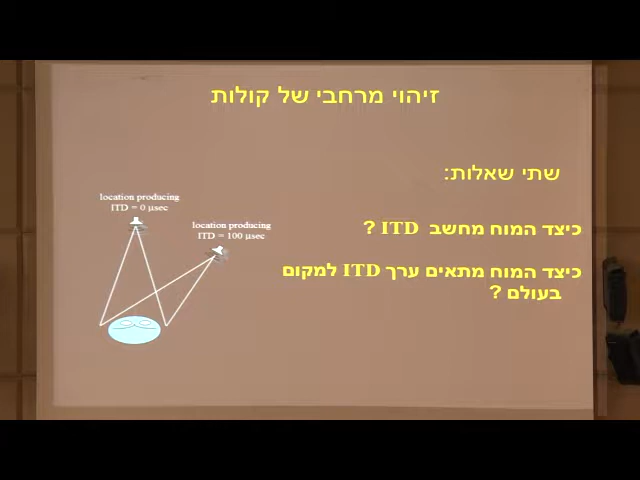 זיהוי מרחבי של קולות
שתי שאלות:
location producing
ITD = 0 µsec
location producing
ITD = 100 µsec
כיצד המוח מחשב ITD ?
כיצד המוח מתאים ערך ITD למקום
בעולם ?